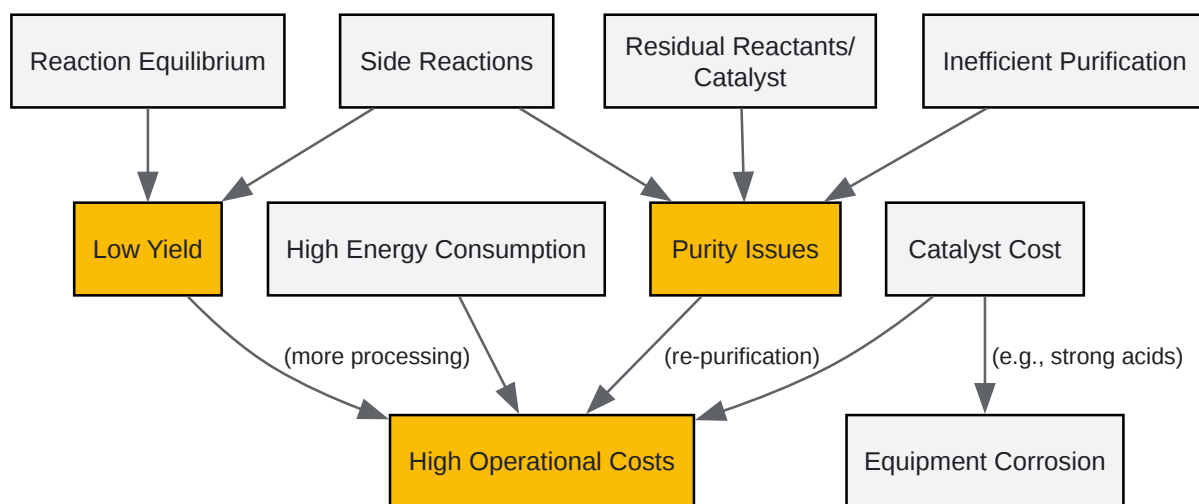 Reaction Equilibrium
Side Reactions
Residual Reactants/
Catalyst
Inefficient Purification
Low Yield
High Energy Consumption
Purity Issues
Catalyst Cost
(more processing)
(re-purification)
(e.g., strong acids)
High Operational Costs
Equipment Corrosion